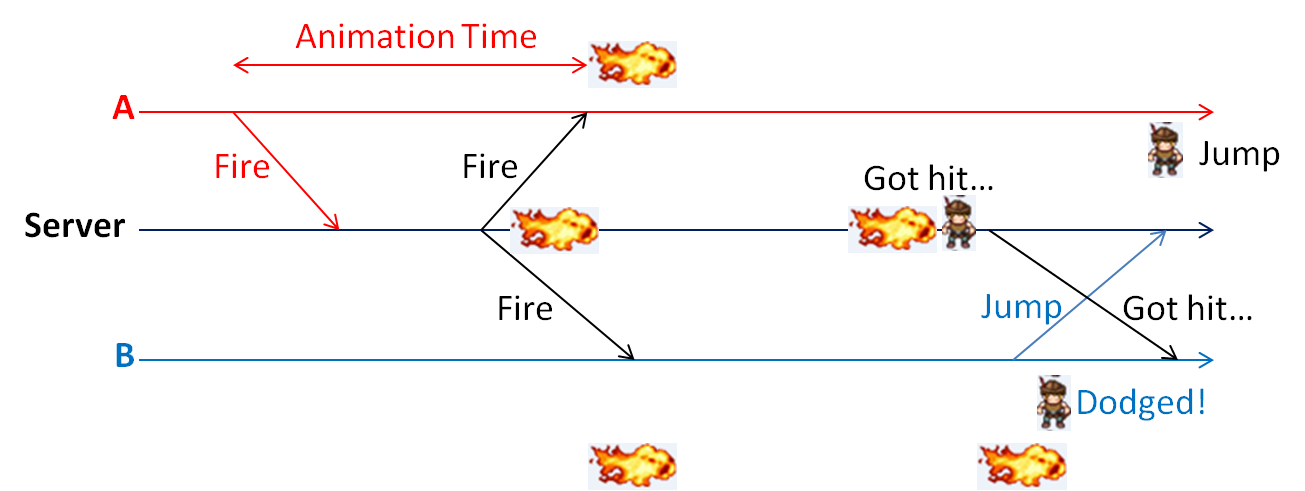 Animation Time
A
Fire
Fire
Jump
Got hit...
Server
Fire
Jump
Got hit...
B
Dodged!